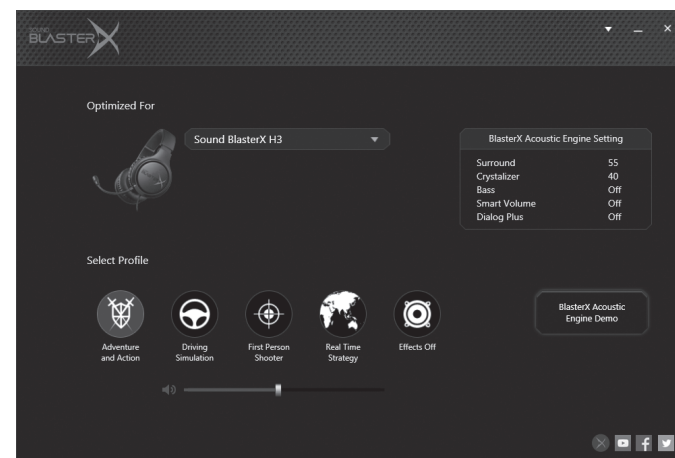 SOUND
BLASTERX
Optimized For
Sound BlasterX H3
BlasterX Acoustic Engine Setting
Surround 55
Crystalizer 40
Bass Off
Smart Volume Off
Dialog Plus Off
Select Profile
Adventure
and Action
Driving
Simulation
First Person
Shooter
Real Time
Strategy
Effects Off
BlasterX Acoustic
Engine Demo